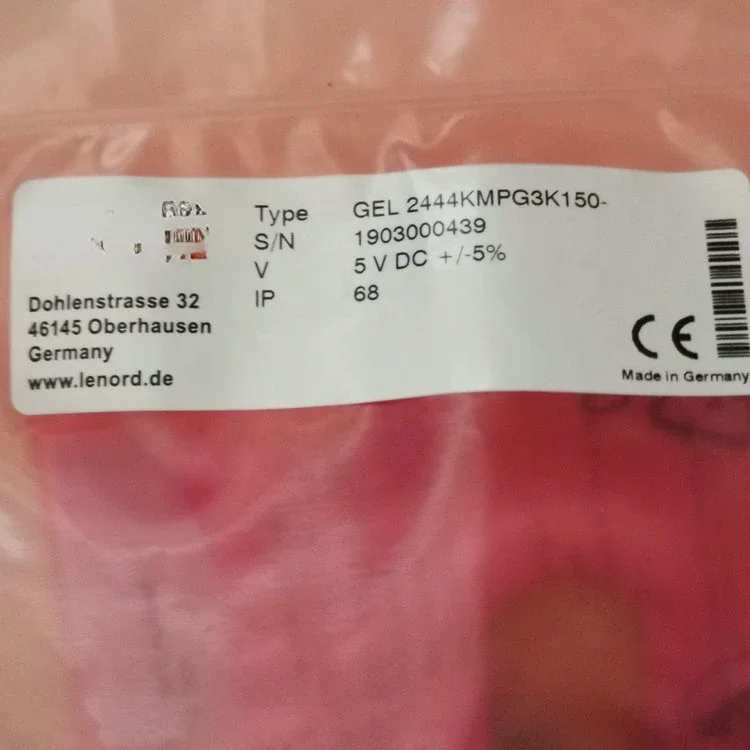 Type GEL 2444KMPG3K150-
S/N 1903000439
V 5 V DC +/-5%
IP 68
Dohlenstrasse 32
46145 Oberhausen
Germany
www.lenord.de
CE
Made in Germany